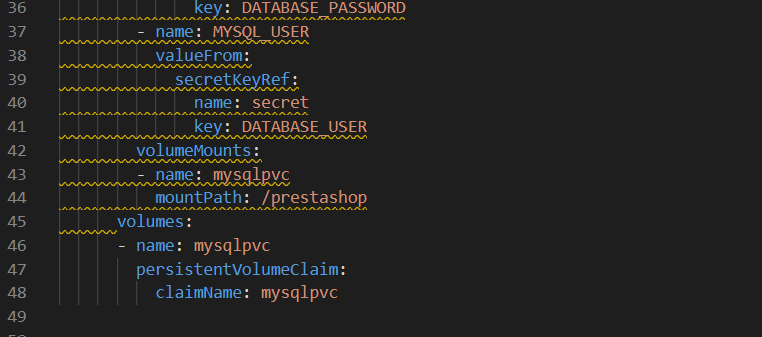 36 key: DATABASE_PASSWORD
37 - name: MYSQL_USER
38 valueFrom:
39 secretKeyRef:
40 name: secret
41 key: DATABASE_USER
42 volumeMounts:
43 - name: mysqlpvc
44 mountPath: /prestashop
45 volumes:
46 - name: mysqlpvc
47 persistentVolumeClaim:
48 claimName: mysqlpvc
49